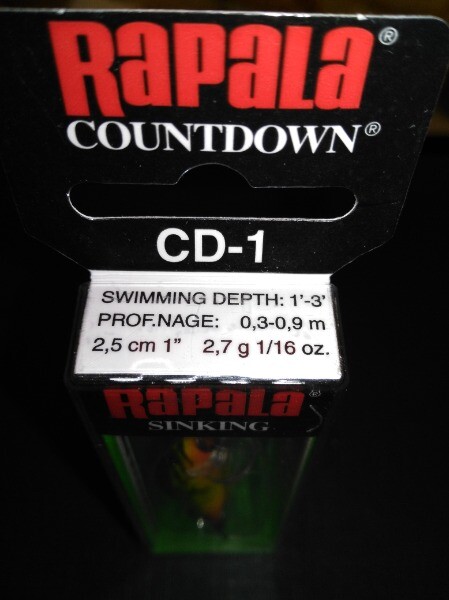 RAPALA®
COUNTDOWN®
CD-1
SWIMMING DEPTH: 1'-3'
PROF.NAGE: 0,3-0,9 m
2,5 cm 1" 2,7 g 1/16 oz.
RAPALA®
SINKING